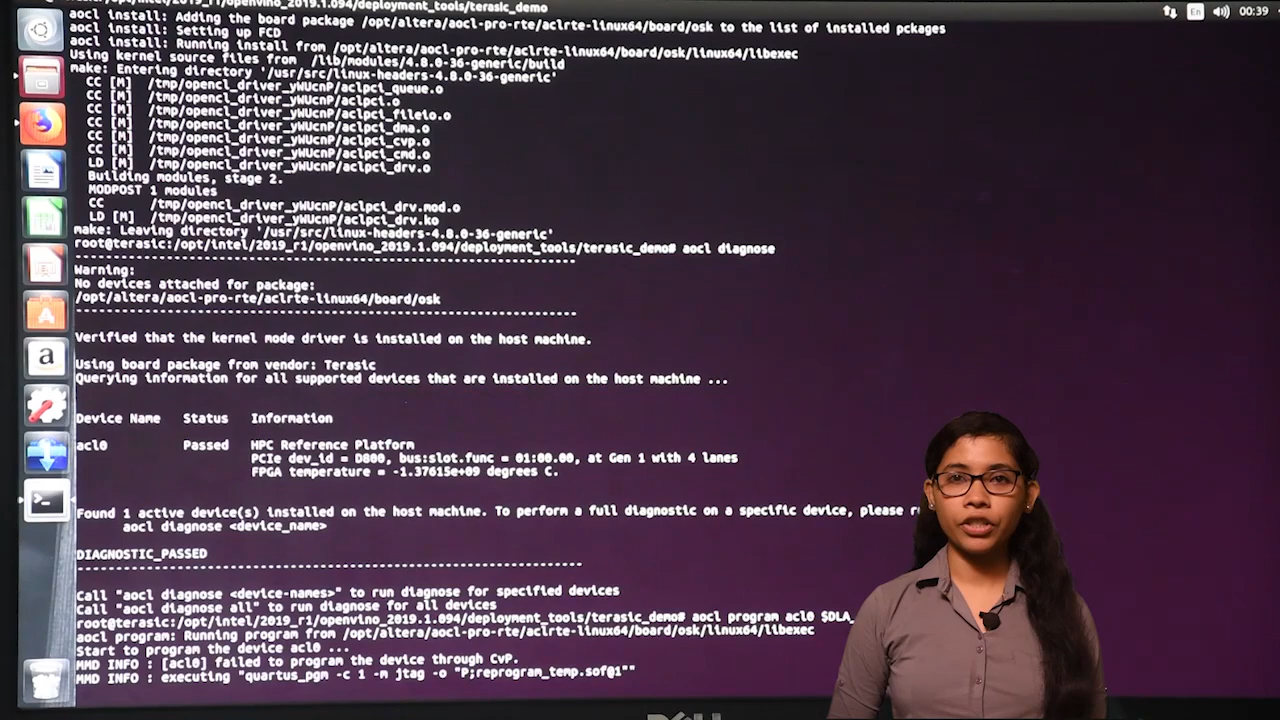 /opt/intel/2019_r1/openvino_2019.1.094/deployment_tools/terasic_demo
En 00:39
aocl install: Adding the board package /opt/altera/aocl-pro-rte/aclrte-linux64/board/osk to the list of installed pckages
aocl install: Setting up FCD
aocl install: Running install from /opt/altera/aocl-pro-rte/aclrte-linux64/board/osk/linux64/libexec
Using kernel source files from /lib/modules/4.8.0-36-generic/build
make: Entering directory '/usr/src/linux-headers-4.8.0-36-generic'
CC [M] /tmp/opencl_driver_yWUcnP/aclpci_queue.o
CC [M] /tmp/opencl_driver_yWUcnP/aclpci.o
CC [M] /tmp/opencl_driver_yWUcnP/aclpci_fileio.o
CC [M] /tmp/opencl_driver_yWUcnP/aclpci_dma.o
CC [M] /tmp/opencl_driver_yWUcnP/aclpci_cvp.o
CC [M] /tmp/opencl_driver_yWUcnP/aclpci_cmd.o
LD [M] /tmp/opencl_driver_yWUcnP/aclpci_drv.o
Building modules, stage 2.
MODPOST 1 modules
CC /tmp/opencl_driver_yWUcnP/aclpci_drv.mod.o
LD [M] /tmp/opencl_driver_yWUcnP/aclpci_drv.ko
make: Leaving directory '/usr/src/linux-headers-4.8.0-36-generic'
root@terasic:/opt/intel/2019_r1/openvino_2019.1.094/deployment_tools/terasic_demo# aocl diagnose
--------------------------------------------------------------------
Warning:
No devices attached for package:
/opt/altera/aocl-pro-rte/aclrte-linux64/board/osk
--------------------------------------------------------------------
Verified that the kernel mode driver is installed on the host machine.
Using board package from vendor: Terasic
Querying information for all supported devices that are installed on the host machine ...
Device Name Status Information
acl0 Passed HPC Reference Platform
PCIe dev_id = D800, bus:slot.func = 01:00.00, at Gen 1 with 4 lanes
FPGA temperature = -1.37615e+09 degrees C.
Found 1 active device(s) installed on the host machine. To perform a full diagnostic on a specific device, please
aocl diagnose <device_name>
DIAGNOSTIC_PASSED
--------------------------------------------------------------------
Call "aocl diagnose <device-names>" to run diagnose for specified devices
Call "aocl diagnose all" to run diagnose for all devices
root@terasic:/opt/intel/2019_r1/openvino_2019.1.094/deployment_tools/terasic_demo# aocl program acl0 $DLA_
aocl program: Running program from /opt/altera/aocl-pro-rte/aclrte-linux64/board/osk/linux64/libexec
Start to program the device acl0 ...
MMD INFO : [acl0] failed to program the device through CvP.
MMD INFO : executing "quartus_pgm -c 1 -m jtag -o "P;reprogram_temp.sof@1""